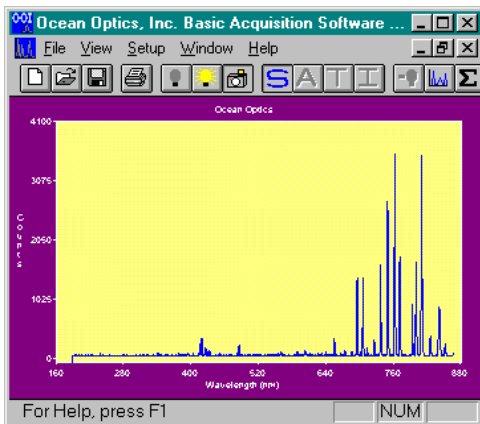 OOI Ocean Optics, Inc. Basic Acquisition Software ...
File View Setup Window Help
S A T I Σ
Ocean Optics
4100
3075
2050
1025
0
Counts
160 280 400 520 640 760 880
Wavelength (nm)
For Help, press F1 NUM